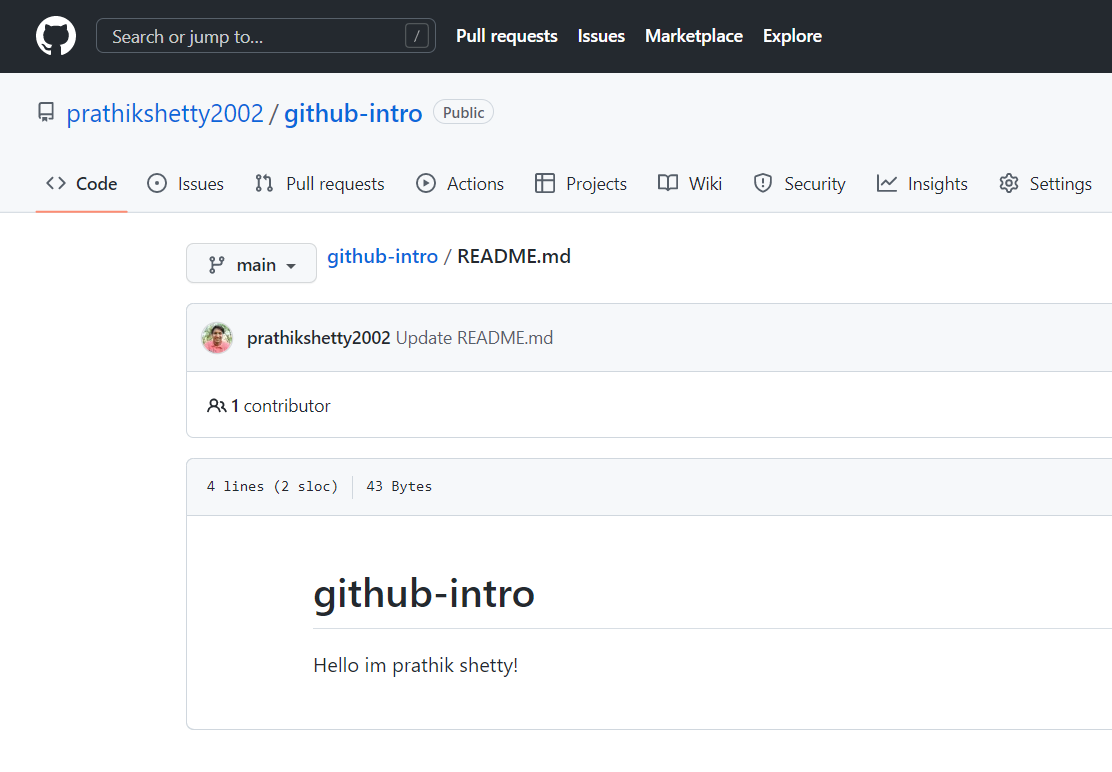 Search or jump to... / Pull requests Issues Marketplace Explore
prathikshetty2002 / github-intro Public
Code Issues Pull requests Actions Projects Wiki Security Insights Settings
main github-intro / README.md
prathikshetty2002 Update README.md
1 contributor
4 lines (2 sloc) 43 Bytes
github-intro
Hello im prathik shetty!